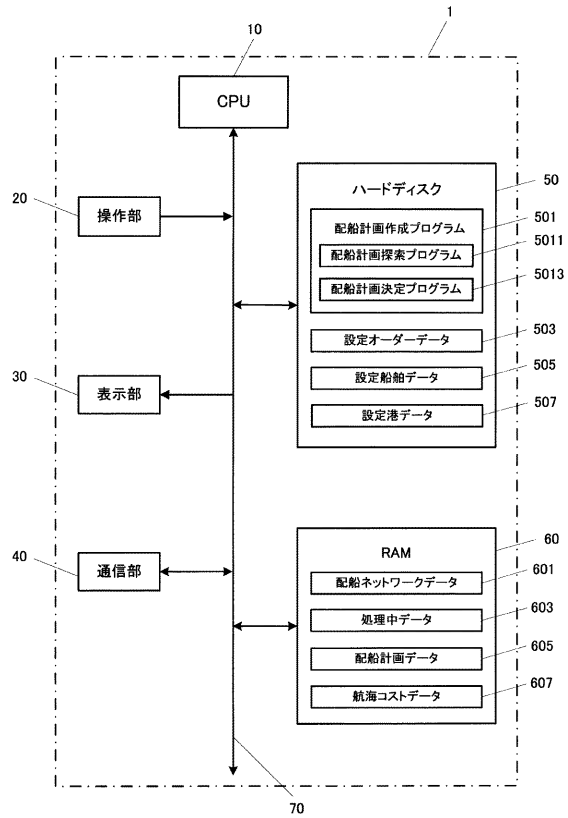 1
10
CPU
ハードディスク
50
20
操作部
配船計画作成プログラム
501
配船計画探索プログラム
5011
配船計画決定プログラム
5013
設定オーダーデータ
503
30
表示部
設定船舶データ
505
設定港データ
507
40
通信部
RAM
60
配船ネットワークデータ
601
処理中データ
603
配船計画データ
605
航海コストデータ
607
70